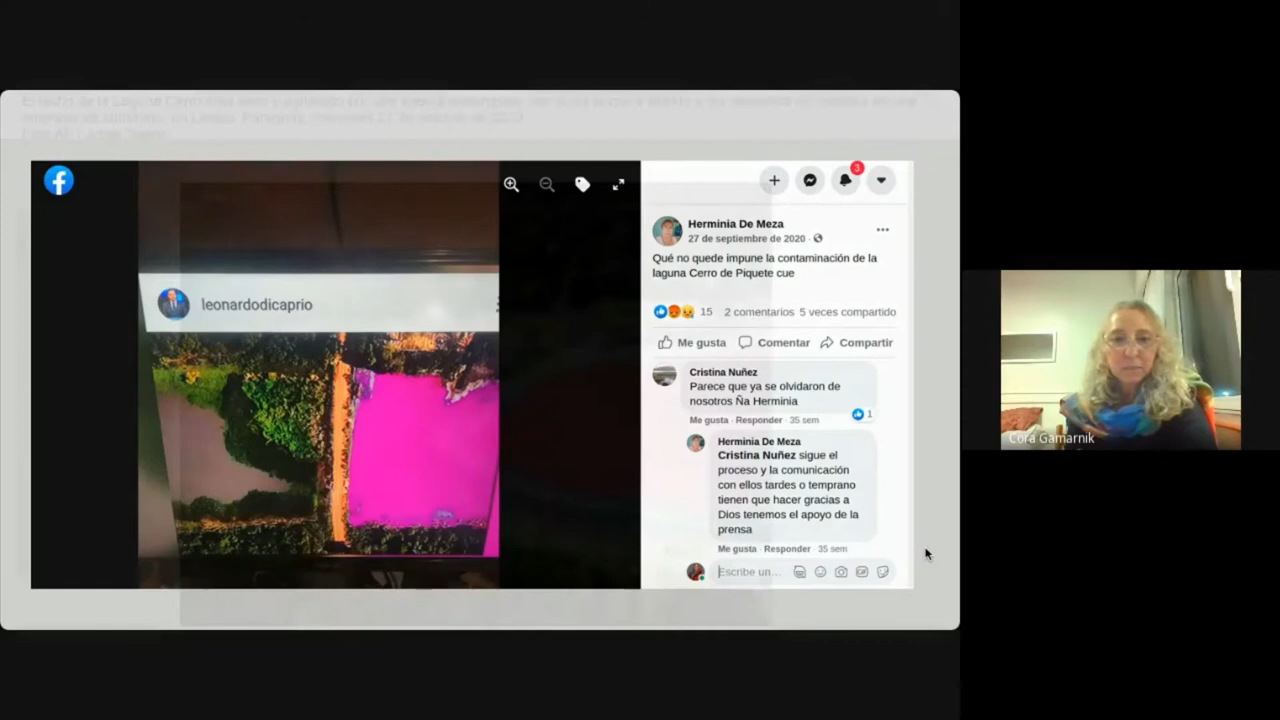 leonardodicaprio
3
Herminia De Meza
27 de septiembre de 2020 ·
Qué no quede impune la contaminación de la
laguna Cerro de Piquete cue
15 2 comentarios 5 veces compartido
Me gusta Comentar Compartir
Cristina Nuñez
Parece que ya se olvidaron de
nosotros Ña Herminia
1
Me gusta · Responder · 35 sem
Herminia De Meza
Cristina Nuñez sigue el
proceso y la comunicación
con ellos tardes o temprano
tienen que hacer gracias a
Dios tenemos el apoyo de la
prensa
Me gusta · Responder · 35 sem
Escribe un...
Cora Gamarnik